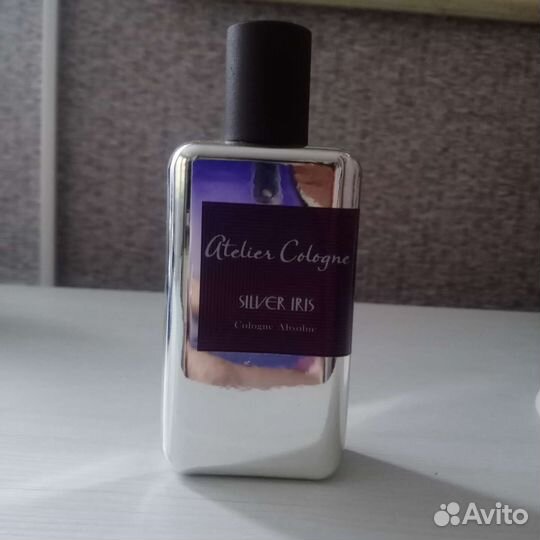 Atelier Cologne
SILVER IRIS
Cologne Absolue
Avito